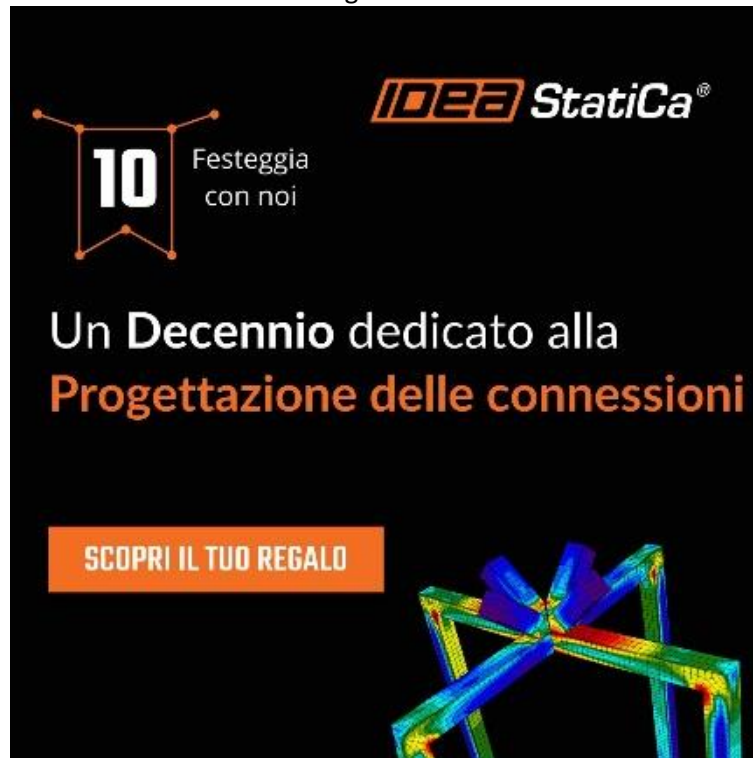 IDEA StatiCa®
10
Festeggia
con noi
Un Decennio dedicato alla
Progettazione delle connessioni
SCOPRI IL TUO REGALO